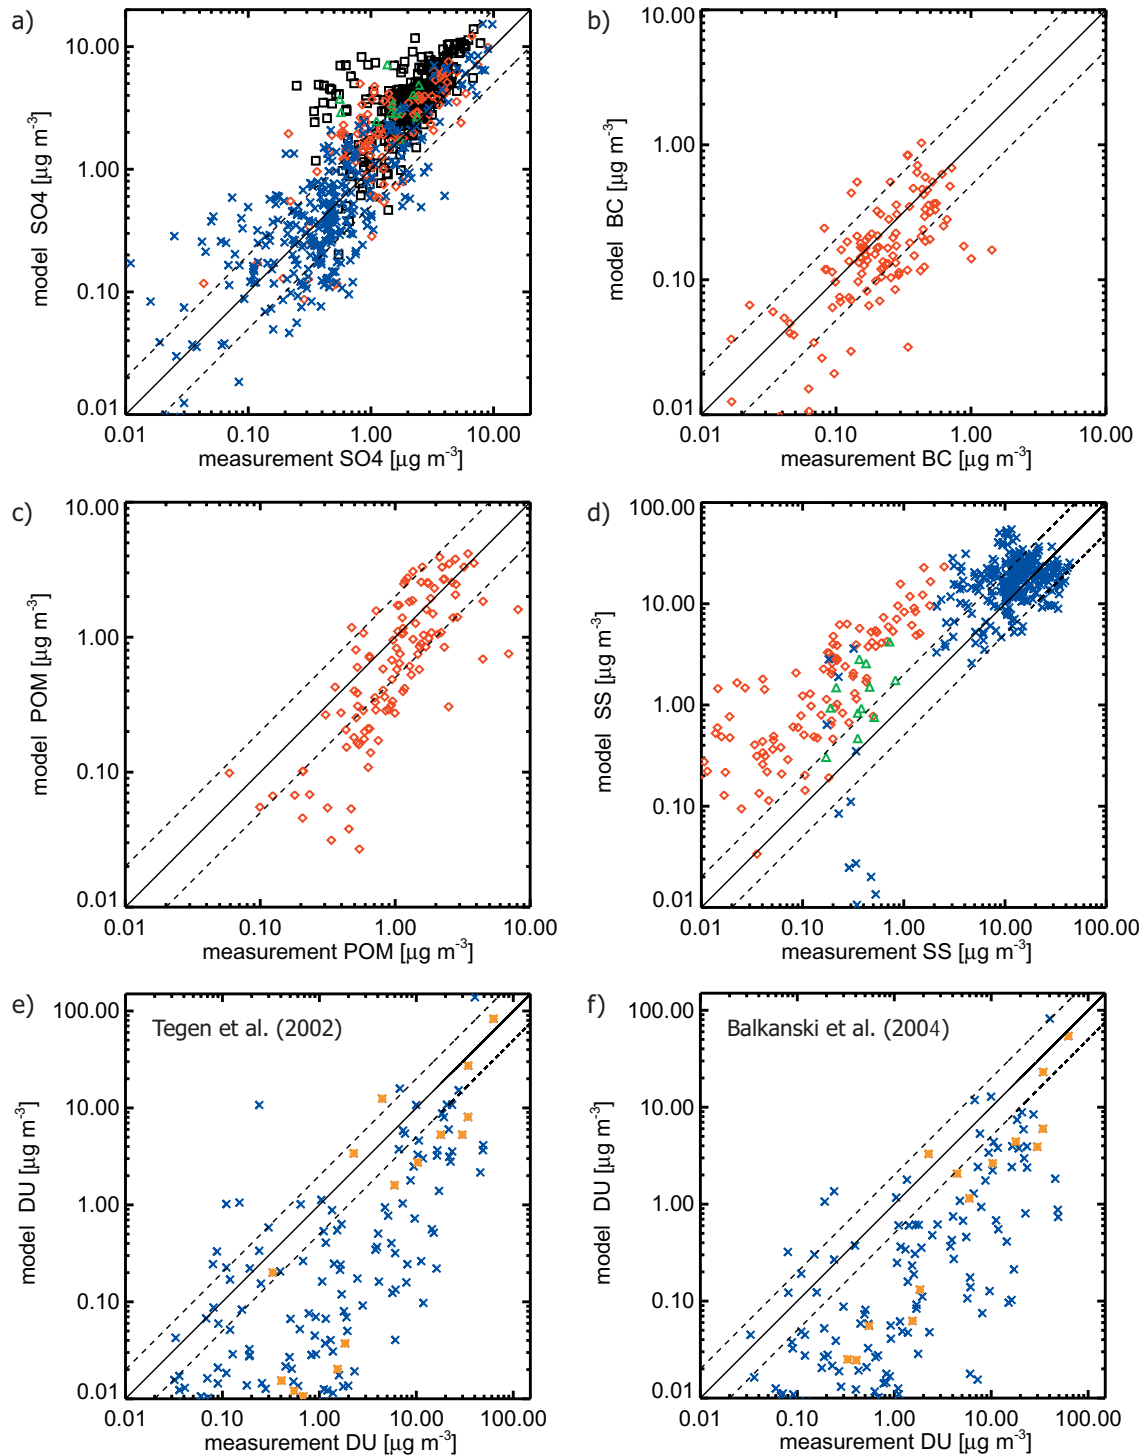 a)
10.00
1.00
0.10
0.01
model SO4 [µg m-3]
0.01 0.10 1.00 10.00
measurement SO4 [µg m-3]
b)
10.00
1.00
0.10
0.01
model BC [µg m-3]
0.01 0.10 1.00 10.00
measurement BC [µg m-3]
c)
10.00
1.00
0.10
0.01
model POM [µg m-3]
0.01 0.10 1.00 10.00
measurement POM [µg m-3]
d)
100.00
10.00
1.00
0.10
0.01
model SS [µg m-3]
0.01 0.10 1.00 10.00 100.00
measurement SS [µg m-3]
e)
Tegen et al. (2002)
100.00
10.00
1.00
0.10
0.01
model DU [µg m-3]
0.01 0.10 1.00 10.00 100.00
measurement DU [µg m-3]
f)
Balkanski et al. (2004)
100.00
10.00
1.00
0.10
0.01
model DU [µg m-3]
0.01 0.10 1.00 10.00 100.00
measurement DU [µg m-3]